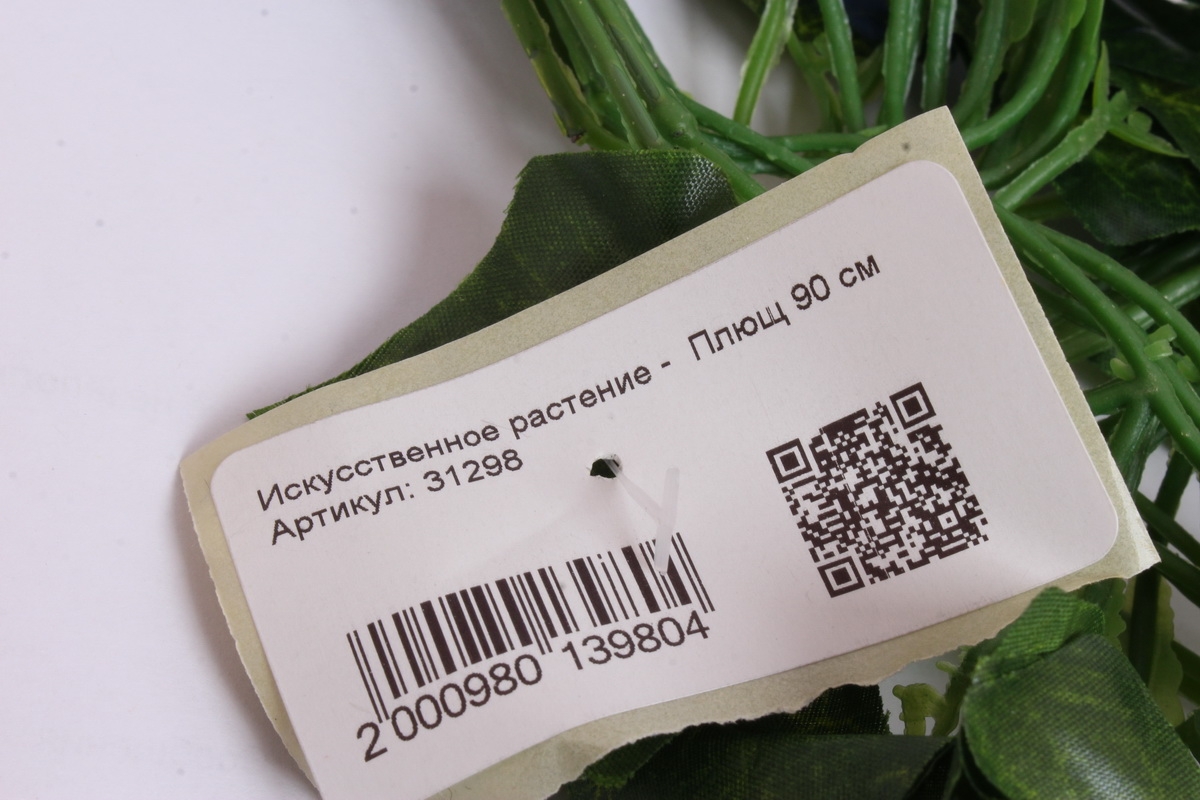 Искусственное растение - Плющ 90 см
Артикул: 31298
2 000980 139804